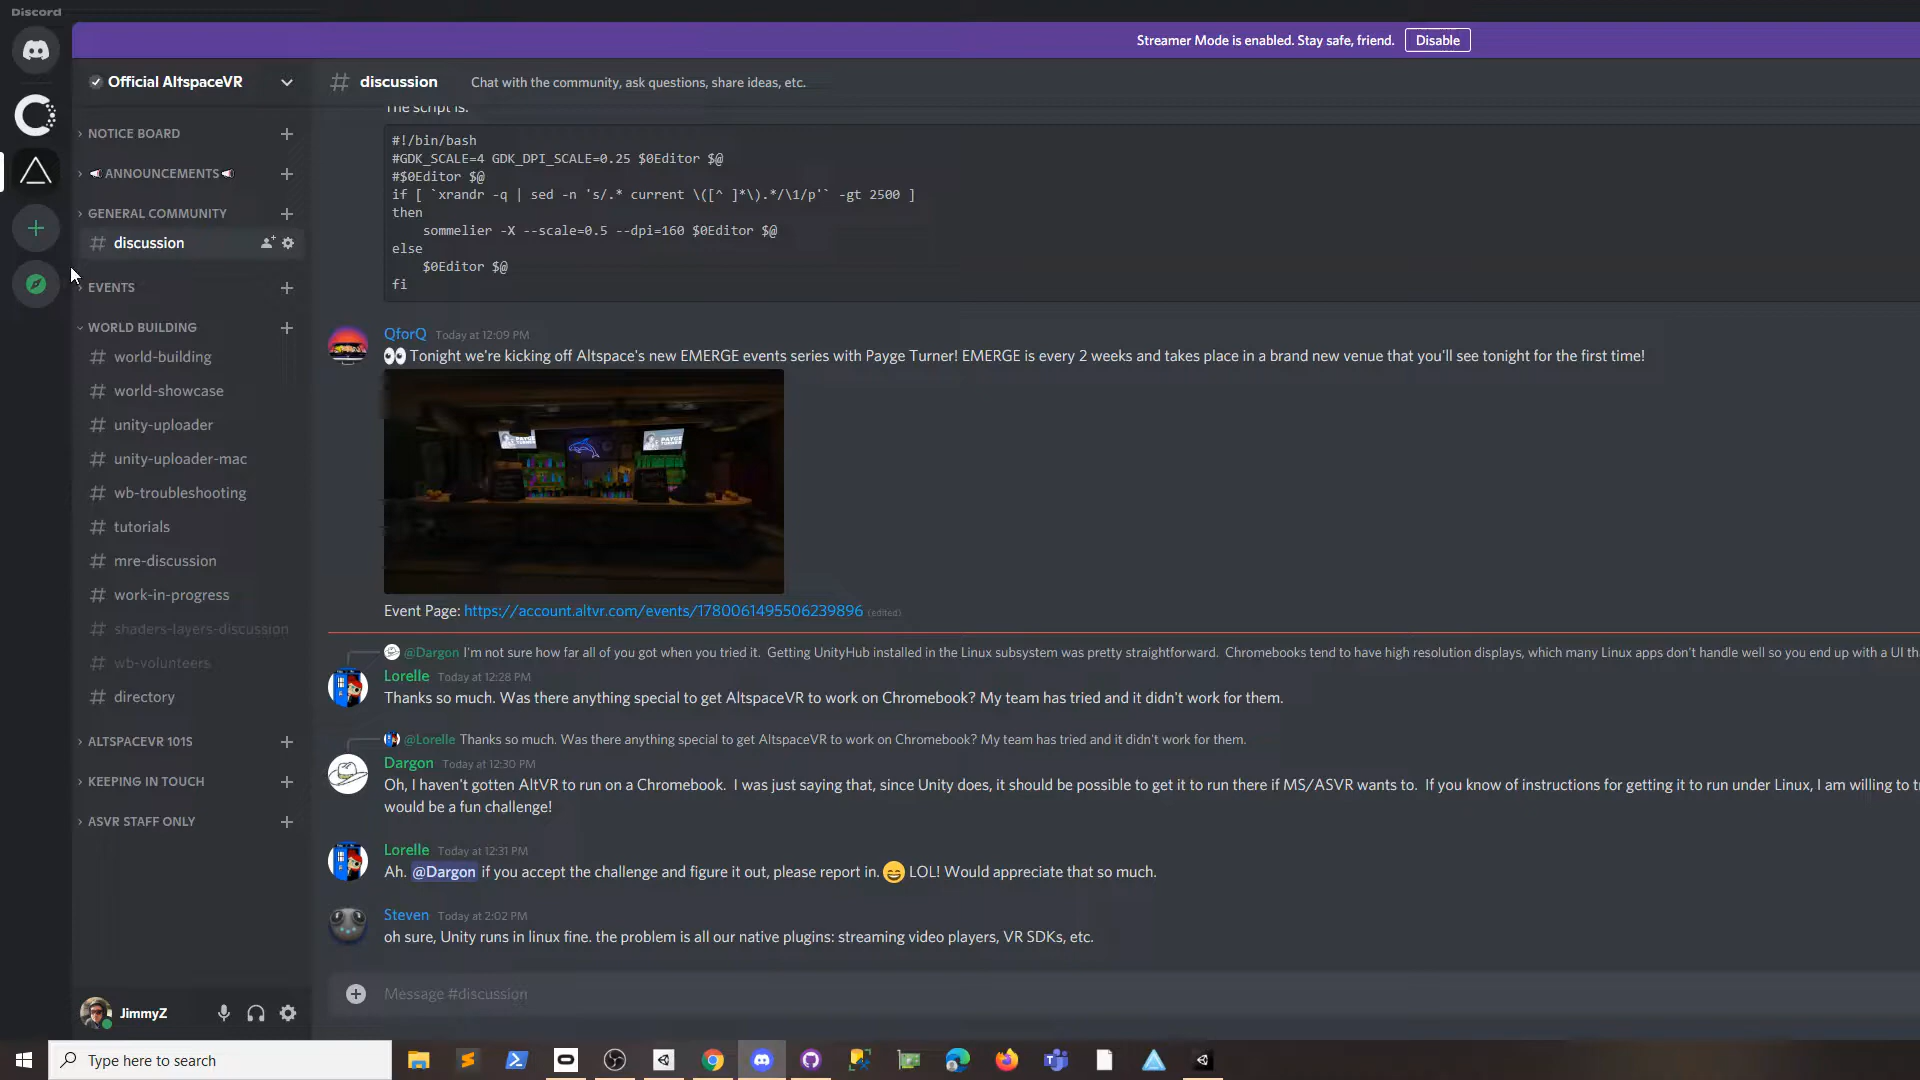 Discord
Streamer Mode is enabled. Stay safe, friend. Disable
Official AltspaceVR
# discussion Chat with the community, ask questions, share ideas, etc.
NOTICE BOARD
ANNOUNCEMENTS
GENERAL COMMUNITY
# discussion
EVENTS
WORLD BUILDING
# world-building
# world-showcase
# unity-uploader
# unity-uploader-mac
# wb-troubleshooting
# tutorials
# mre-discussion
# work-in-progress
# shaders-layers-discussion
# wb-volunteers
# directory
ALTSPACEVR 101S
KEEPING IN TOUCH
ASVR STAFF ONLY
JimmyZ
The script is:
#!/bin/bash
#GDK_SCALE=4 GDK_DPI_SCALE=0.25 $0Editor $@
#$0Editor $@
if [ `xrandr -q | sed -n 's/.* current \([^ ]*\).*/\1/p'` -gt 2500 ]
then
sommelier -X --scale=0.5 --dpi=160 $0Editor $@
else
$0Editor $@
fi
QforQ Today at 12:09 PM
👀 Tonight we're kicking off Altspace's new EMERGE events series with Payge Turner! EMERGE is every 2 weeks and takes place in a brand new venue that you'll see tonight for the first time!
PAYGE
TURNER
PAYGE
TURNER
Event Page: https://account.altvr.com/events/1780061495506239896 (edited)
@Dargon I'm not sure how far all of you got when you tried it. Getting UnityHub installed in the Linux subsystem was pretty straightforward. Chromebooks tend to have high resolution displays, which many Linux apps don't handle well so you end up with a UI tha
Lorelle Today at 12:28 PM
Thanks so much. Was there anything special to get AltspaceVR to work on Chromebook? My team has tried and it didn't work for them.
@Lorelle Thanks so much. Was there anything special to get AltspaceVR to work on Chromebook? My team has tried and it didn't work for them.
Dargon Today at 12:30 PM
Oh, I haven't gotten AltVR to run on a Chromebook. I was just saying that, since Unity does, it should be possible to get it to run there if MS/ASVR wants to. If you know of instructions for getting it to run under Linux, I am willing to t
would be a fun challenge!
Lorelle Today at 12:31 PM
Ah. @Dargon if you accept the challenge and figure it out, please report in. 😄 LOL! Would appreciate that so much.
Steven Today at 2:02 PM
oh sure, Unity runs in linux fine. the problem is all our native plugins: streaming video players, VR SDKs, etc.
Message #discussion
Type here to search